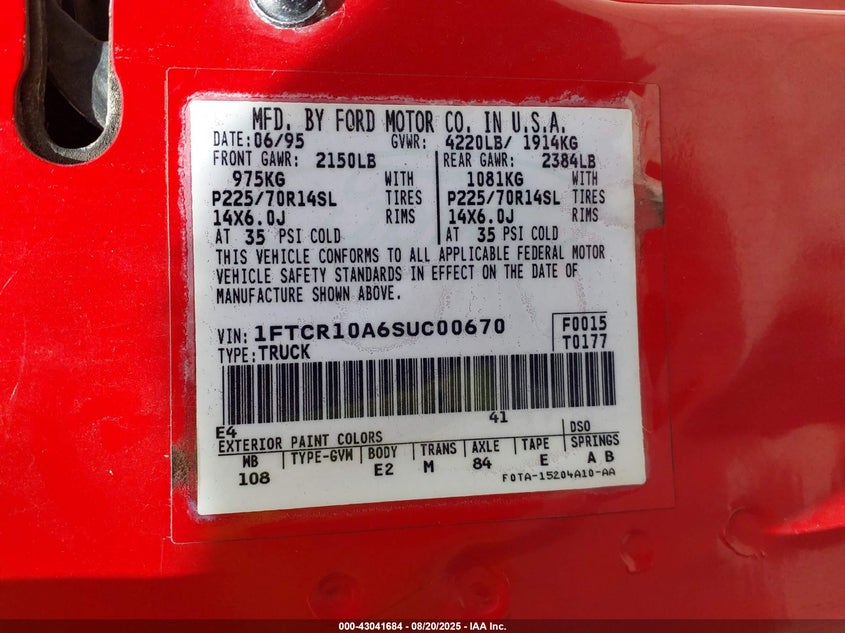 MFD. BY FORD MOTOR CO. IN U.S.A.
DATE: 06/95 GVWR: 4220LB/ 1914KG
FRONT GAWR: 2150LB REAR GAWR: 2384LB
975KG WITH 1081KG WITH
P225/70R14SL TIRES P225/70R14SL TIRES
14X6.0J RIMS 14X6.0J RIMS
AT 35 PSI COLD AT 35 PSI COLD
THIS VEHICLE CONFORMS TO ALL APPLICABLE FEDERAL MOTOR
VEHICLE SAFETY STANDARDS IN EFFECT ON THE DATE OF
MANUFACTURE SHOWN ABOVE.
VIN: 1FTCR10A6SUC00670 F0015
TYPE: TRUCK T0177
E4 41
EXTERIOR PAINT COLORS DSO
WB TYPE-GVW BODY TRANS AXLE TAPE SPRINGS
108 E2 M 84 E A B
F0TA-15204A10-AA
000-43041684 | 08/20/2025 - IAA Inc.